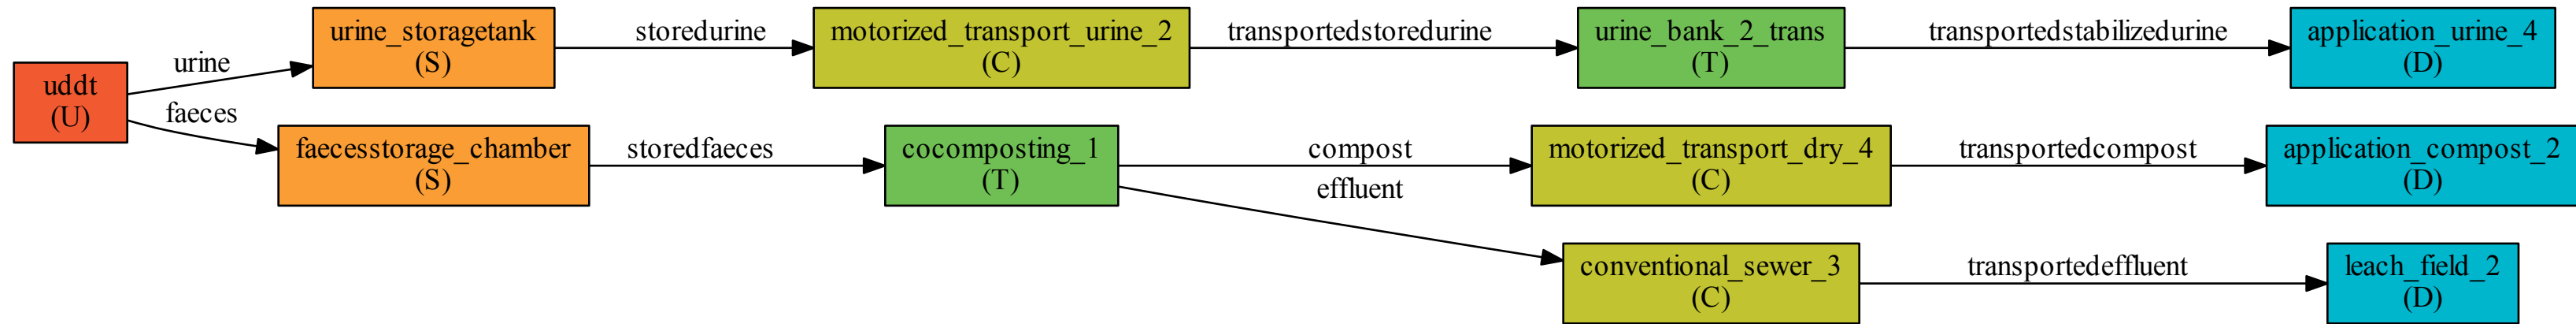 uddt
(U)
urine
faeces
urine_storagetank
(S)
faecesstorage_chamber
(S)
storedurine
storedfaeces
motorized_transport_urine_2
(C)
cocomposting_1
(T)
transportedstoredurine
compost
effluent
urine_bank_2_trans
(T)
motorized_transport_dry_4
(C)
conventional_sewer_3
(C)
transportedstabilizedurine
transportedcompost
transportedeffluent
application_urine_4
(D)
application_compost_2
(D)
leach_field_2
(D)